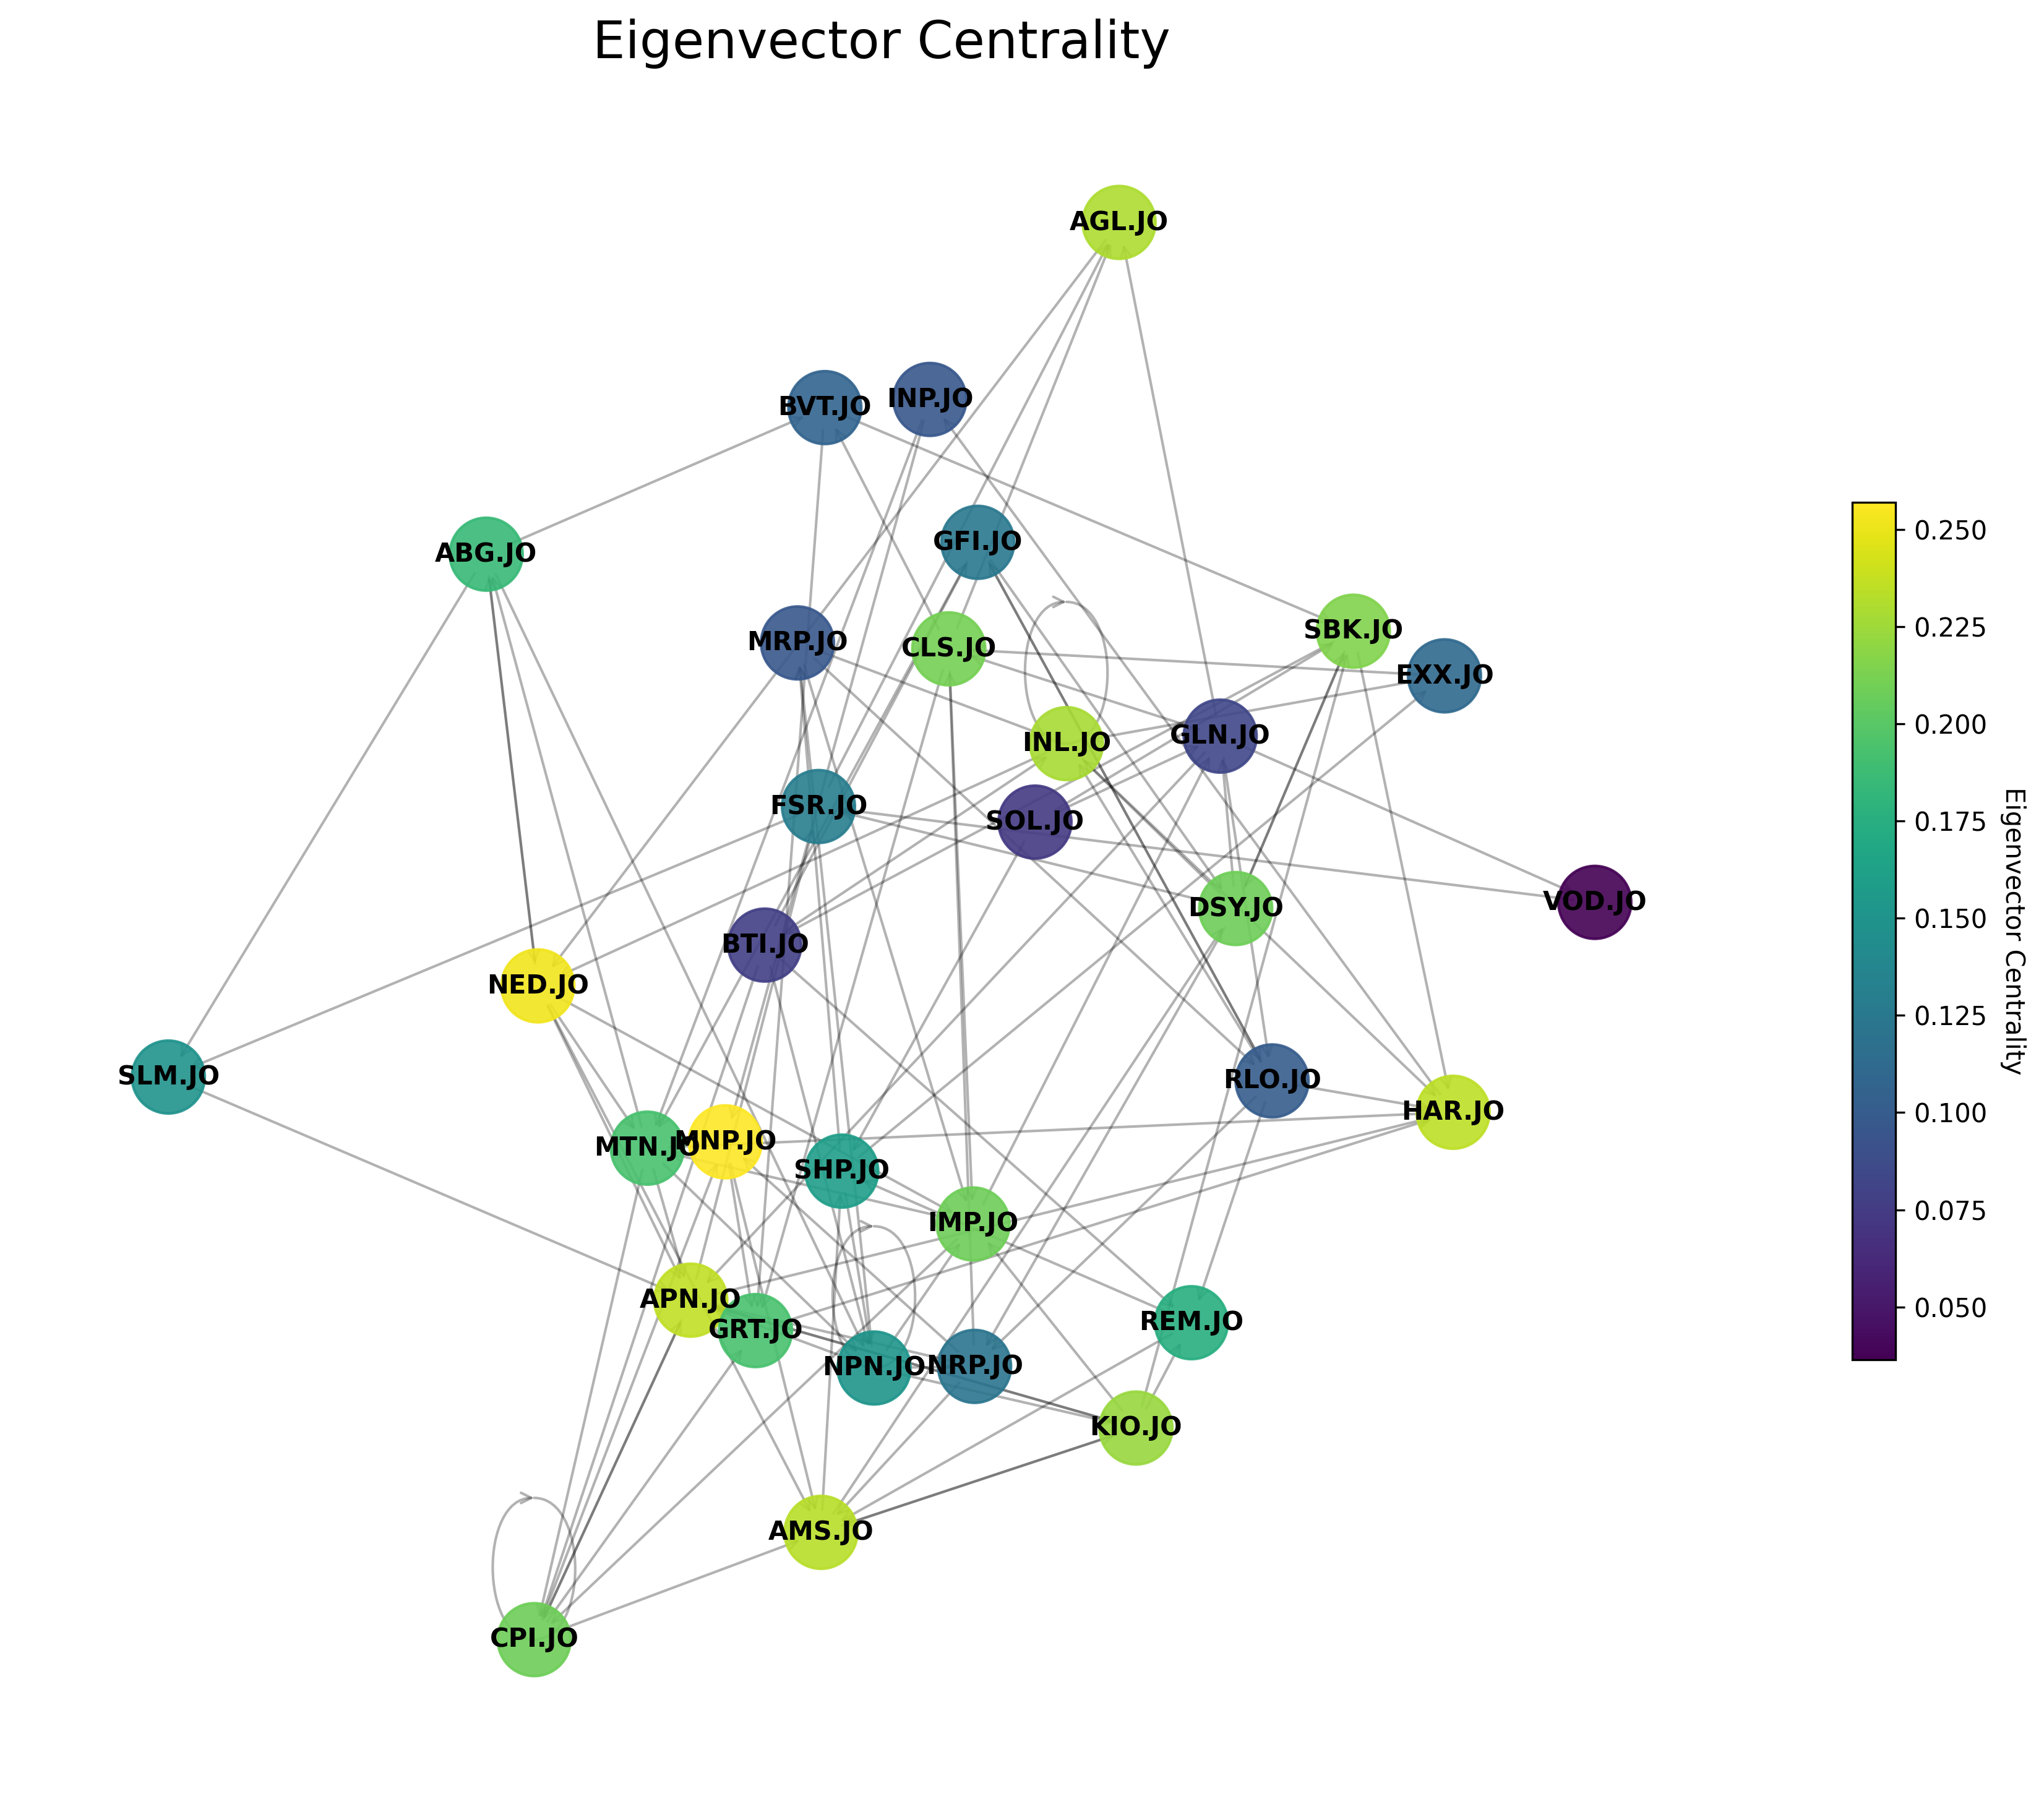 Eigenvector Centrality
AGL.JO
BVT.JO
INP.JO
GFI.JO
ABG.JO
SBK.JO
MRP.JO
CLS.JO
EXX.JO
GLN.JO
INL.JO
FSR.JO
SOL.JO
VOD.JO
DSY.JO
BTI.JO
NED.JO
SLM.JO
RLO.JO
HAR.JO
MTN.JO
MNP.JO
SHP.JO
IMP.JO
APN.JO
GRT.JO
REM.JO
NPN.JO
NRP.JO
KIO.JO
AMS.JO
CPI.JO
0.250
0.225
0.200
0.175
0.150
0.125
0.100
0.075
0.050
Eigenvector Centrality